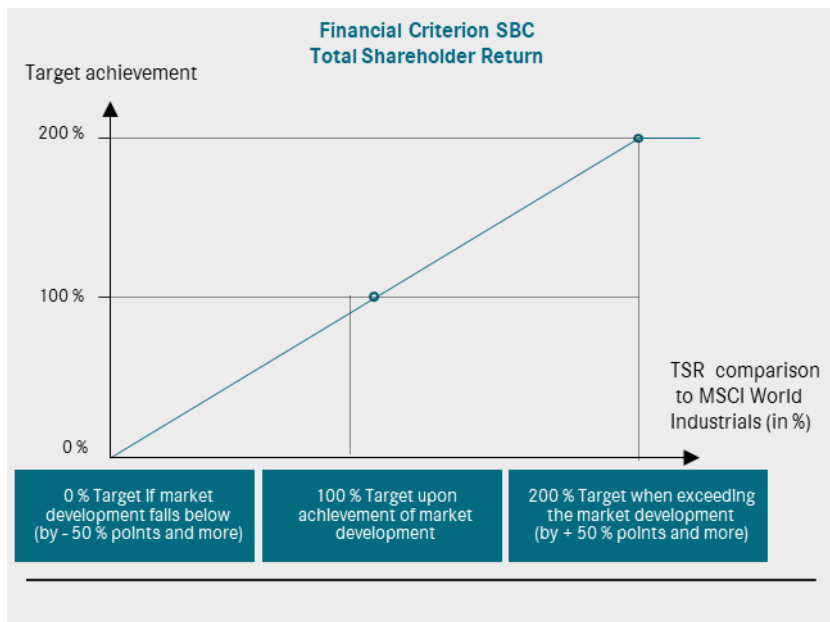 Financial Criterion SBC
Total Shareholder Return
Target achievement
200 %
100 %
0 %
TSR comparison
to MSCI World
Industrials (in %)
0 % Target if market
development falls below
(by - 50 % points and more)
100 % Target upon
achievement of market
development
200 % Target when exceeding
the market development
(by + 50 % points and more)